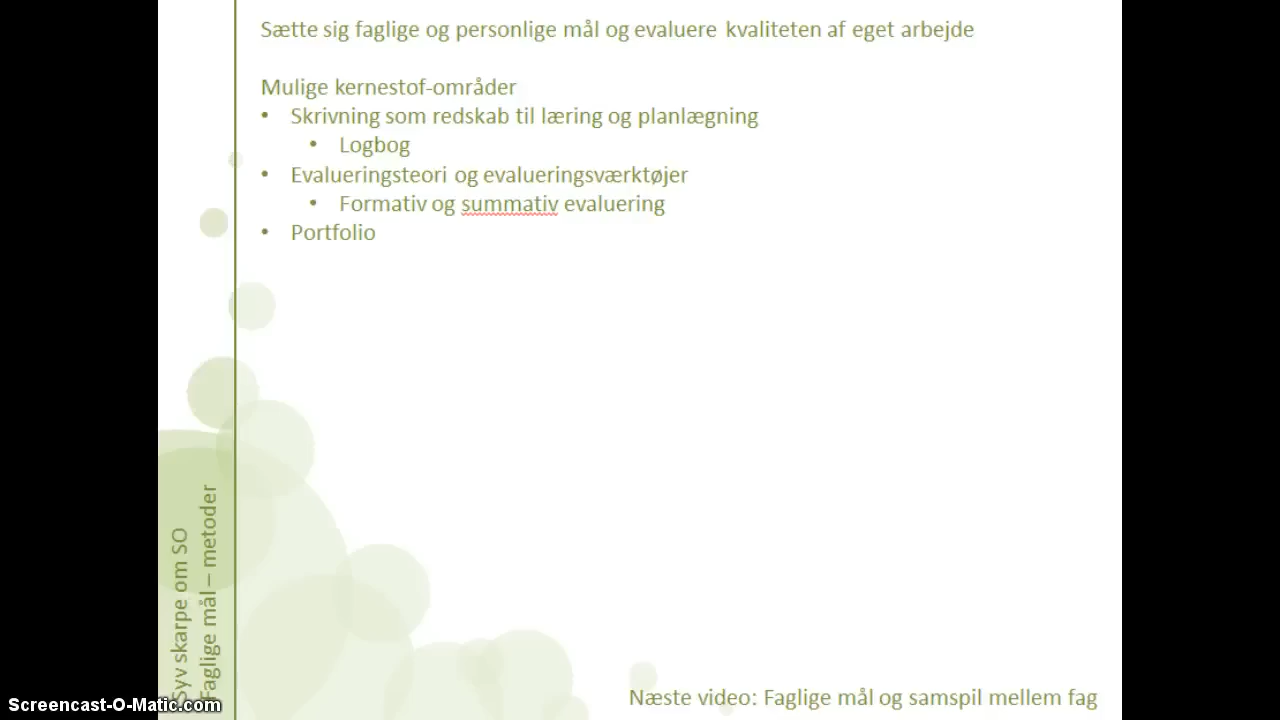 Sætte sig faglige og personlige mål og evaluere kvaliteten af eget arbejde
Mulige kernestof-områder
• Skrivning som redskab til læring og planlægning
• Logbog
• Evalueringsteori og evalueringsværktøjer
• Formativ og summativ evaluering
• Portfolio
Syv skarpe om SO
Faglige mål – metoder
Næste video: Faglige mål og samspil mellem fag
Screencast-O-Matic.com